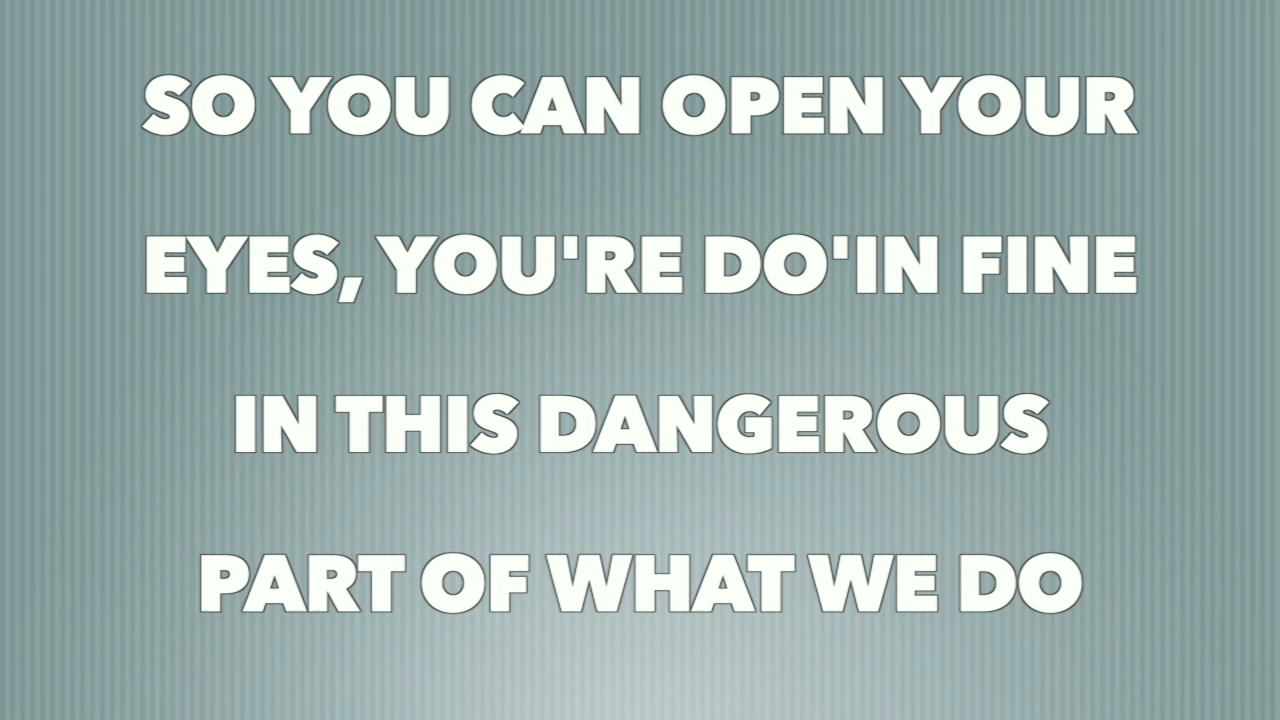 SO YOU CAN OPEN YOUR
EYES, YOU'RE DO'IN FINE
IN THIS DANGEROUS
PART OF WHAT WE DO